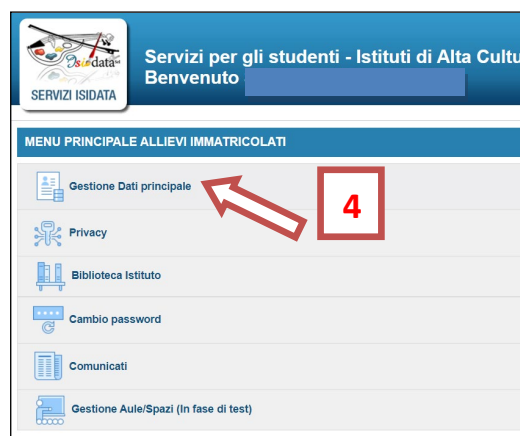 Isidata srl
SERVIZI ISIDATA
Servizi per gli studenti - Istituti di Alta Cultu
Benvenuto
MENU PRINCIPALE ALLIEVI IMMATRICOLATI
Gestione Dati principale
4
Privacy
Biblioteca Istituto
Cambio password
Comunicati
Gestione Aule/Spazi (In fase di test)